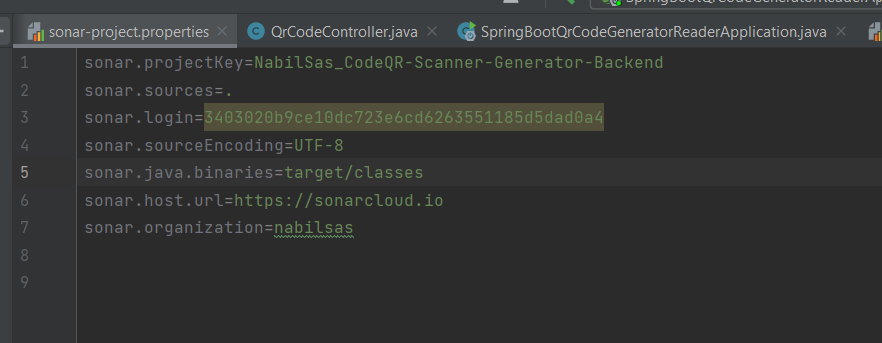 SpringBootQrCodeGeneratorReaderAp
sonar-project.properties QrCodeController.java SpringBootQrCodeGeneratorReaderApplication.java
1 sonar.projectKey=NabilSas_CodeQR-Scanner-Generator-Backend
2 sonar.sources=.
3 sonar.login=3403020b9ce10dc723e6cd6263551185d5dad0a4
4 sonar.sourceEncoding=UTF-8
5 sonar.java.binaries=target/classes
6 sonar.host.url=https://sonarcloud.io
7 sonar.organization=nabilsas
8
9